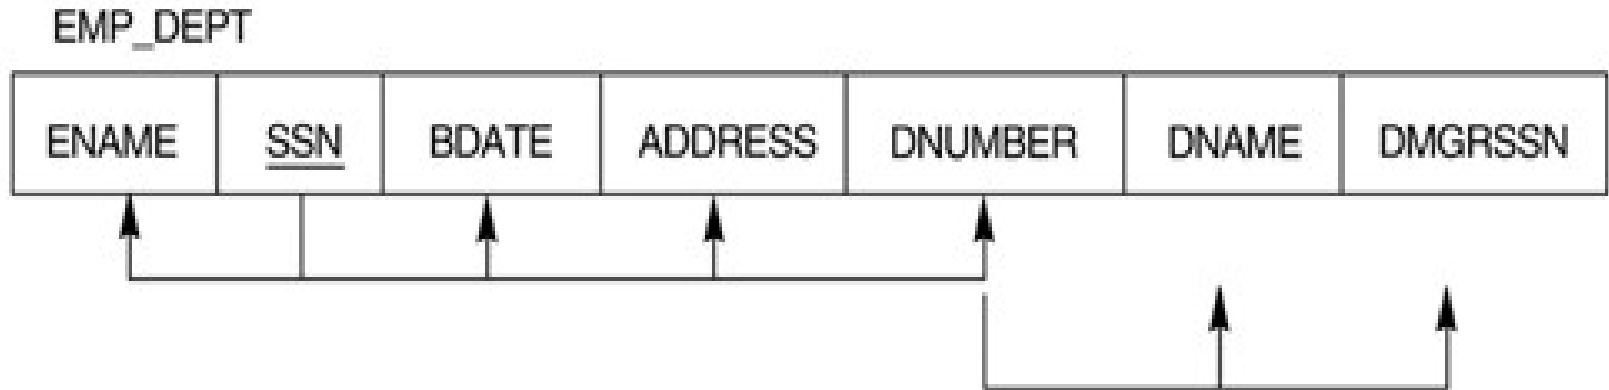 EMP_DEPT
ENAME SSN BDATE ADDRESS DNUMBER DNAME DMGRSSN